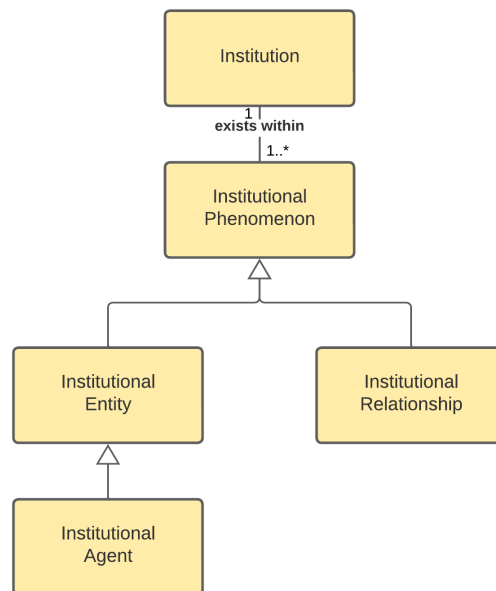 Institution
1
exists within
1..*
Institutional
Phenomenon
Institutional
Entity
Institutional
Relationship
Institutional
Agent